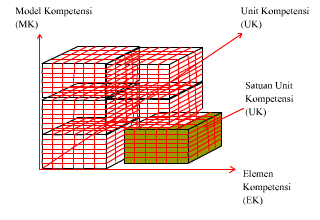 Model Kompetensi
(MK)
Unit Kompetensi
(UK)
Satuan Unit
Kompetensi
(UK)
Elemen
Kompetensi
(EK)